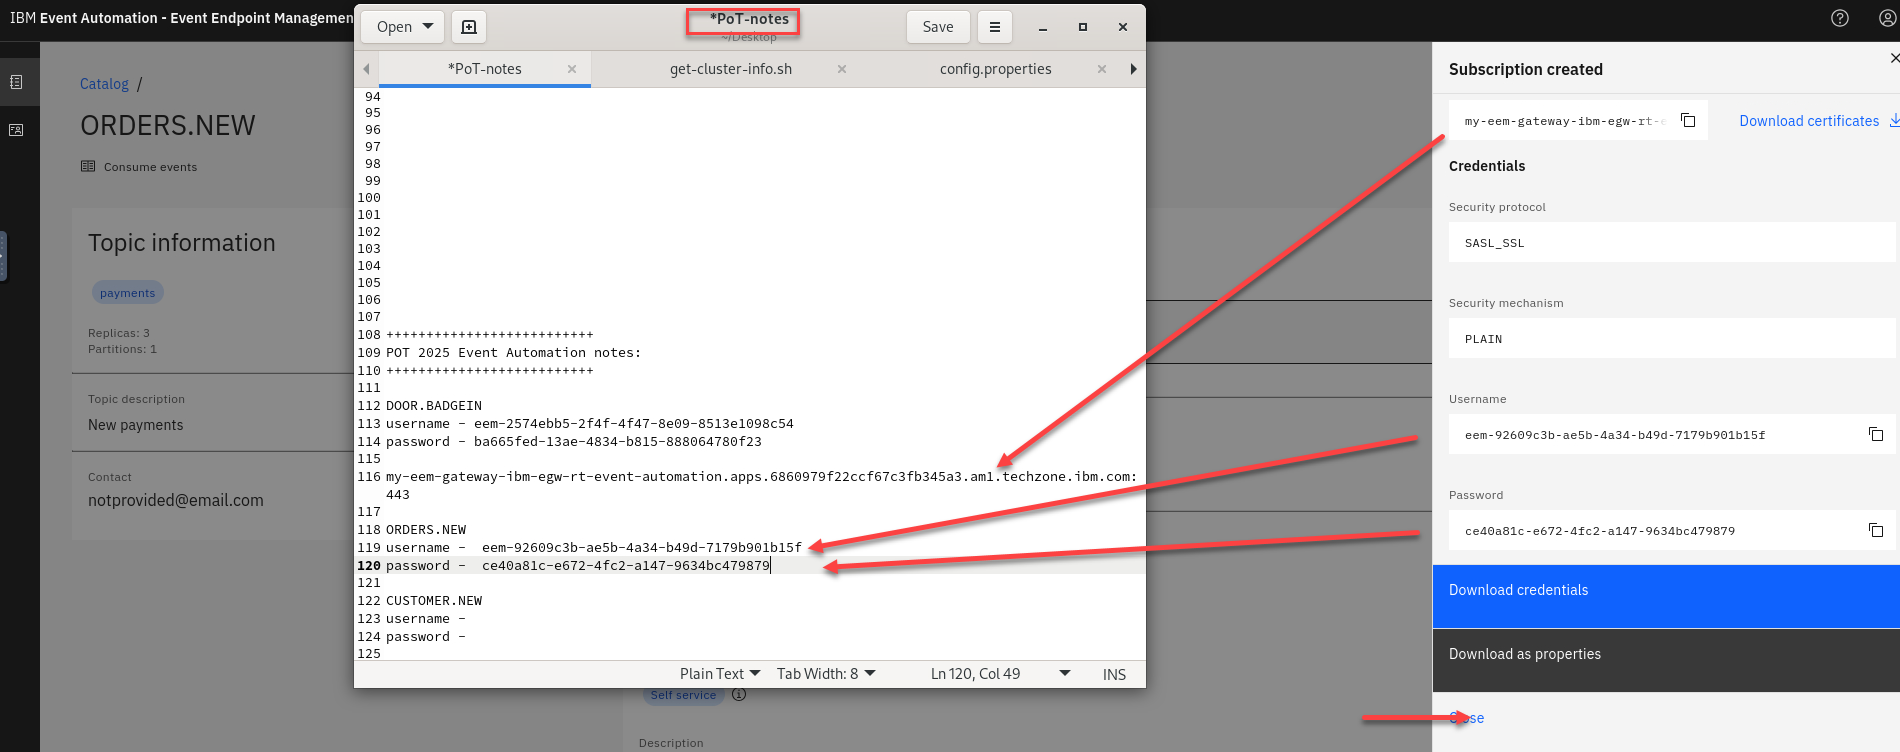 IBM Event Automation - Event Endpoint Managemen
Catalog /
ORDERS.NEW
Consume events
Topic information
payments
Replicas: 3
Partitions: 1
Topic description
New payments
Contact
notprovided@email.com
Open
*PoT-notes
~/Desktop
Save
*PoT-notes
get-cluster-info.sh
config.properties
94
95
96
97
98
99
100
101
102
103
104
105
106
107
108 ++++++++++++++++++++++++++
109 POT 2025 Event Automation notes:
110 ++++++++++++++++++++++++++
111
112 DOOR.BADGEIN
113 username - eem-2574ebb5-2f4f-4f47-8e09-8513e1098c54
114 password - ba665fed-13ae-4834-b815-888064780f23
115
116 my-eem-gateway-ibm-egw-rt-event-automation.apps.6860979f22ccf67c3fb345a3.am1.techzone.ibm.com:
443
117
118 ORDERS.NEW
119 username -  eem-92609c3b-ae5b-4a34-b49d-7179b901b15f
120 password -  ce40a81c-e672-4fc2-a147-9634bc479879
121
122 CUSTOMER.NEW
123 username -
124 password -
125
Plain Text
Tab Width: 8
Ln 120, Col 49
INS
Self service
Description
Subscription created
my-eem-gateway-ibm-egw-rt-e
Download certificates
Credentials
Security protocol
SASL_SSL
Security mechanism
PLAIN
Username
eem-92609c3b-ae5b-4a34-b49d-7179b901b15f
Password
ce40a81c-e672-4fc2-a147-9634bc479879
Download credentials
Download as properties
Close